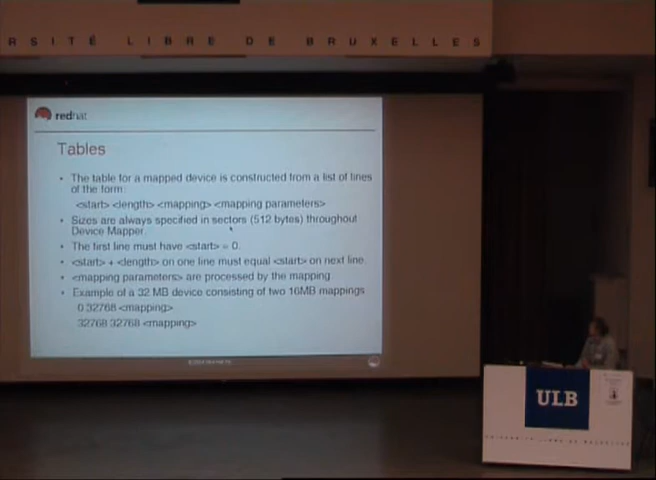 R S I T É   L I B R E   D E   B R U X E L L E S
redhat
Tables
• The table for a mapped device is constructed from a list of lines
of the form:
<start> <length> <mapping> <mapping parameters>
• Sizes are always specified in sectors (512 bytes) throughout
Device Mapper.
• The first line must have <start> = 0.
• <start> + <length> on one line must equal <start> on next line.
• <mapping parameters> are processed by the mapping.
• Example of a 32 MB device consisting of two 16MB mappings
0 32768 <mapping>
32768 32768 <mapping>
ULB